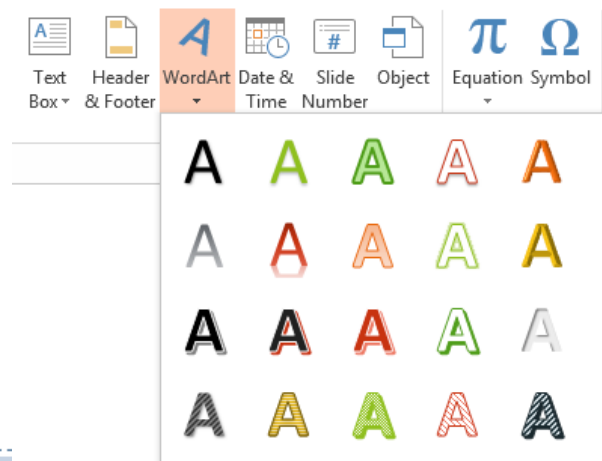 A
A
#
π
Ω
Text Header WordArt Date & Slide Object Equation Symbol
Box & Footer Time Number
A A A A A
A A A A A
A A A A A
A A A A A